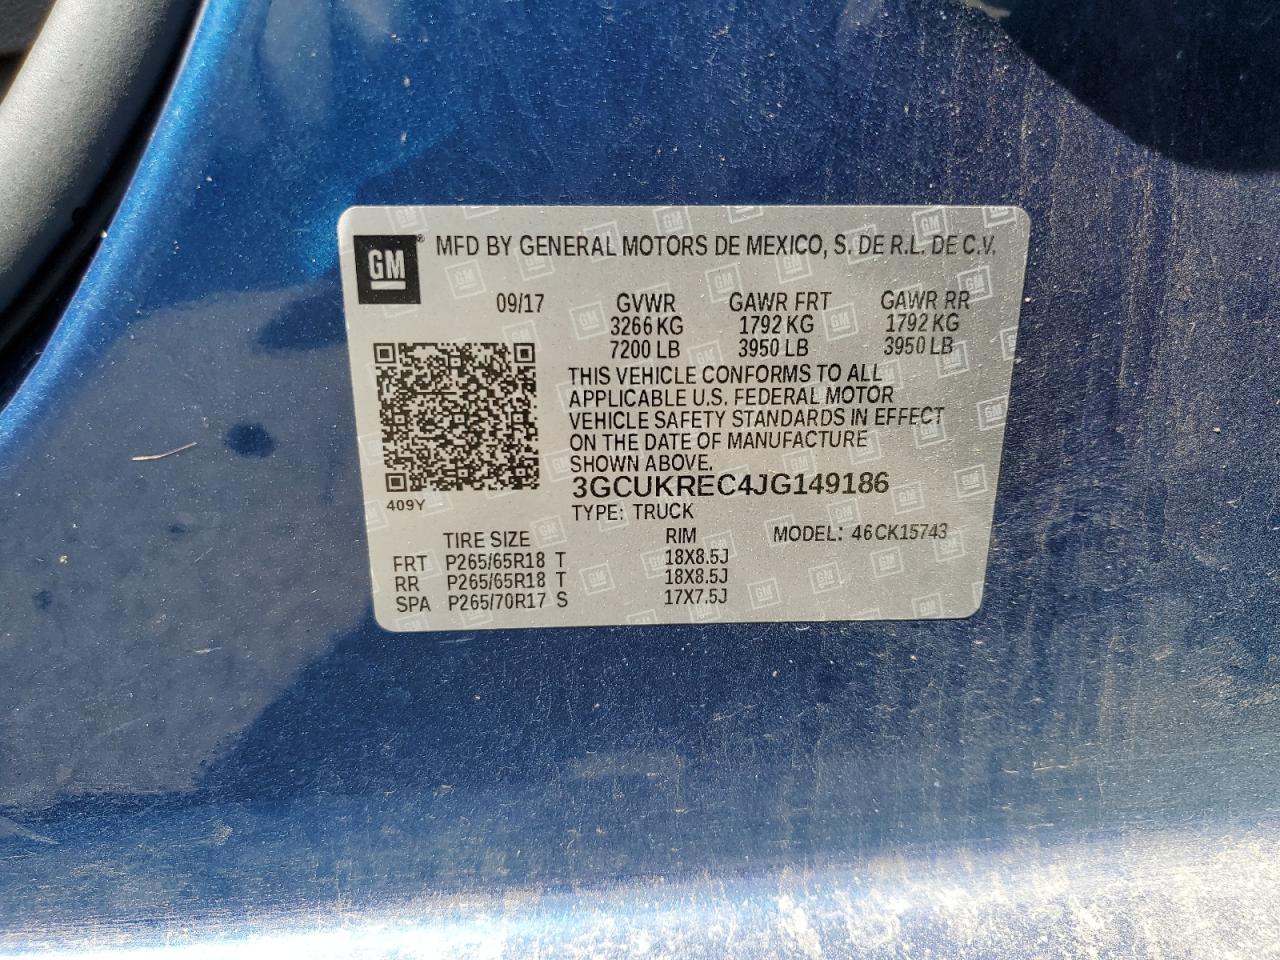 GM® MFD BY GENERAL MOTORS DE MEXICO, S. DE R.L. DE C.V.
09/17 GVWR GAWR FRT GAWR RR
3266 KG 1792 KG 1792 KG
7200 LB 3950 LB 3950 LB
THIS VEHICLE CONFORMS TO ALL
APPLICABLE U.S. FEDERAL MOTOR
VEHICLE SAFETY STANDARDS IN EFFECT
ON THE DATE OF MANUFACTURE
SHOWN ABOVE.
3GCUKREC4JG149186
409Y
TYPE: TRUCK
TIRE SIZE RIM MODEL: 46CK15743
FRT P265/65R18 T 18X8.5J
RR P265/65R18 T 18X8.5J
SPA P265/70R17 S 17X7.5J